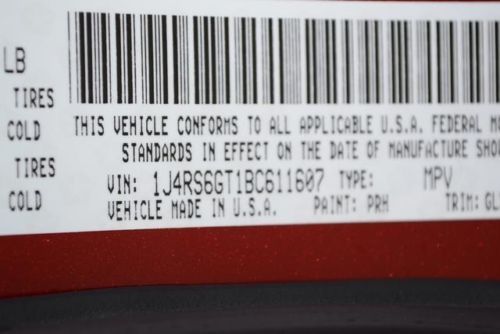 LB
TIRES
COLD THIS VEHICLE CONFORMS TO ALL APPLICABLE U.S.A. FEDERAL
STANDARDS IN EFFECT ON THE DATE OF MANUFACTURE
TIRES
VIN: 1J4RS6GT1BC611607 TYPE: MPV
COLD VEHICLE MADE IN U.S.A. PAINT: PRH TRIM: